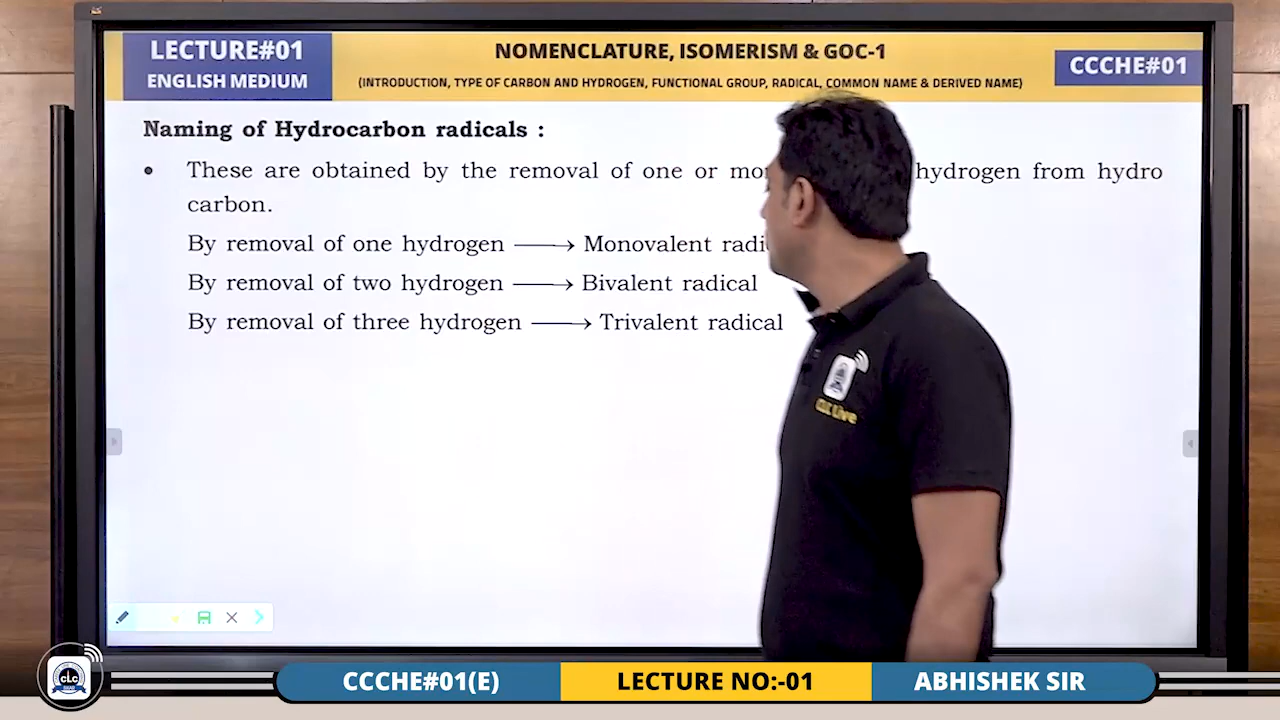 LECTURE#01
ENGLISH MEDIUM
NOMENCLATURE, ISOMERISM & GOC-1
(INTRODUCTION, TYPE OF CARBON AND HYDROGEN, FUNCTIONAL GROUP, RADICAL, COMMON NAME & DERIVED NAME)
CCCHE#01
Naming of Hydrocarbon radicals :
• These are obtained by the removal of one or hydrogen from hydro
carbon.
By removal of one hydrogen ⟶ Monovalent
By removal of two hydrogen ⟶ Bivalent radical
By removal of three hydrogen ⟶ Trivalent radical
Live
CLC
CCCHE#01(E)
LECTURE NO:-01
ABHISHEK SIR